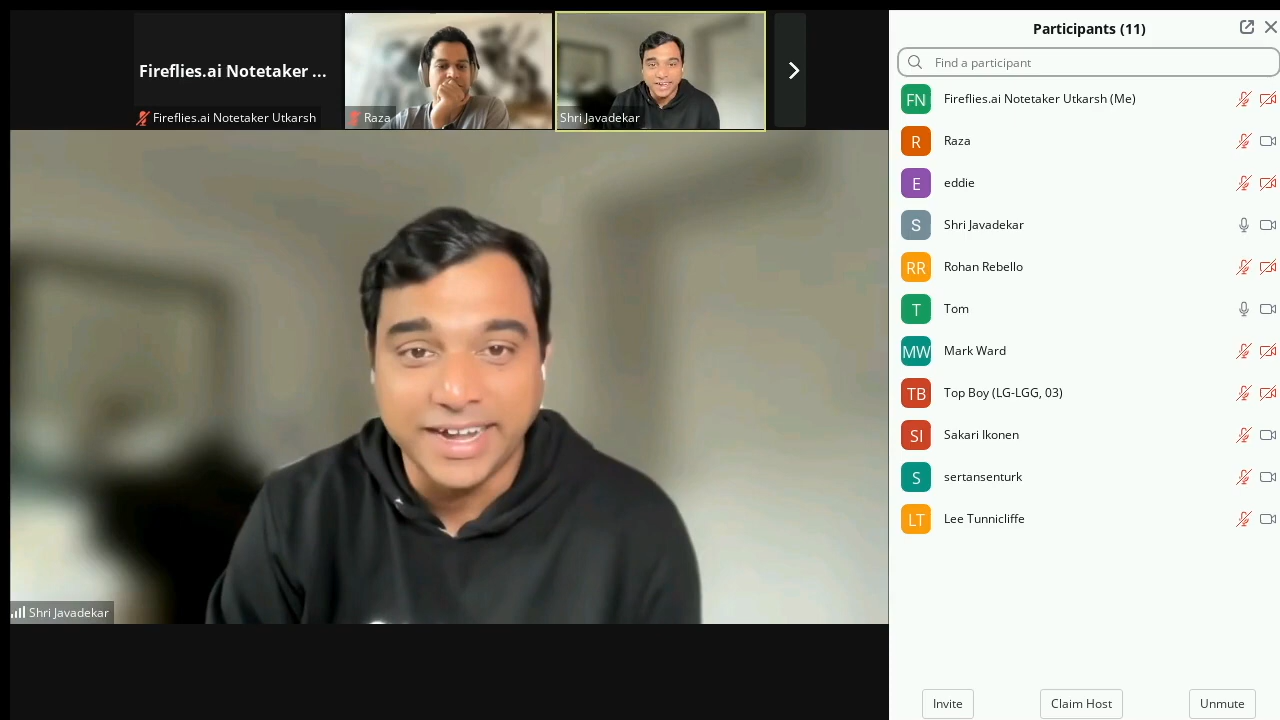 Fireflies.ai Notetaker ...
Fireflies.ai Notetaker Utkarsh
Raza
Shri Javadekar
Shri Javadekar
Participants (11)
Find a participant
FN Fireflies.ai Notetaker Utkarsh (Me)
R Raza
E eddie
S Shri Javadekar
RR Rohan Rebello
T Tom
MW Mark Ward
TB Top Boy (LG-LGG, 03)
SI Sakari Ikonen
S sertansenturk
LT Lee Tunnicliffe
Invite Claim Host Unmute